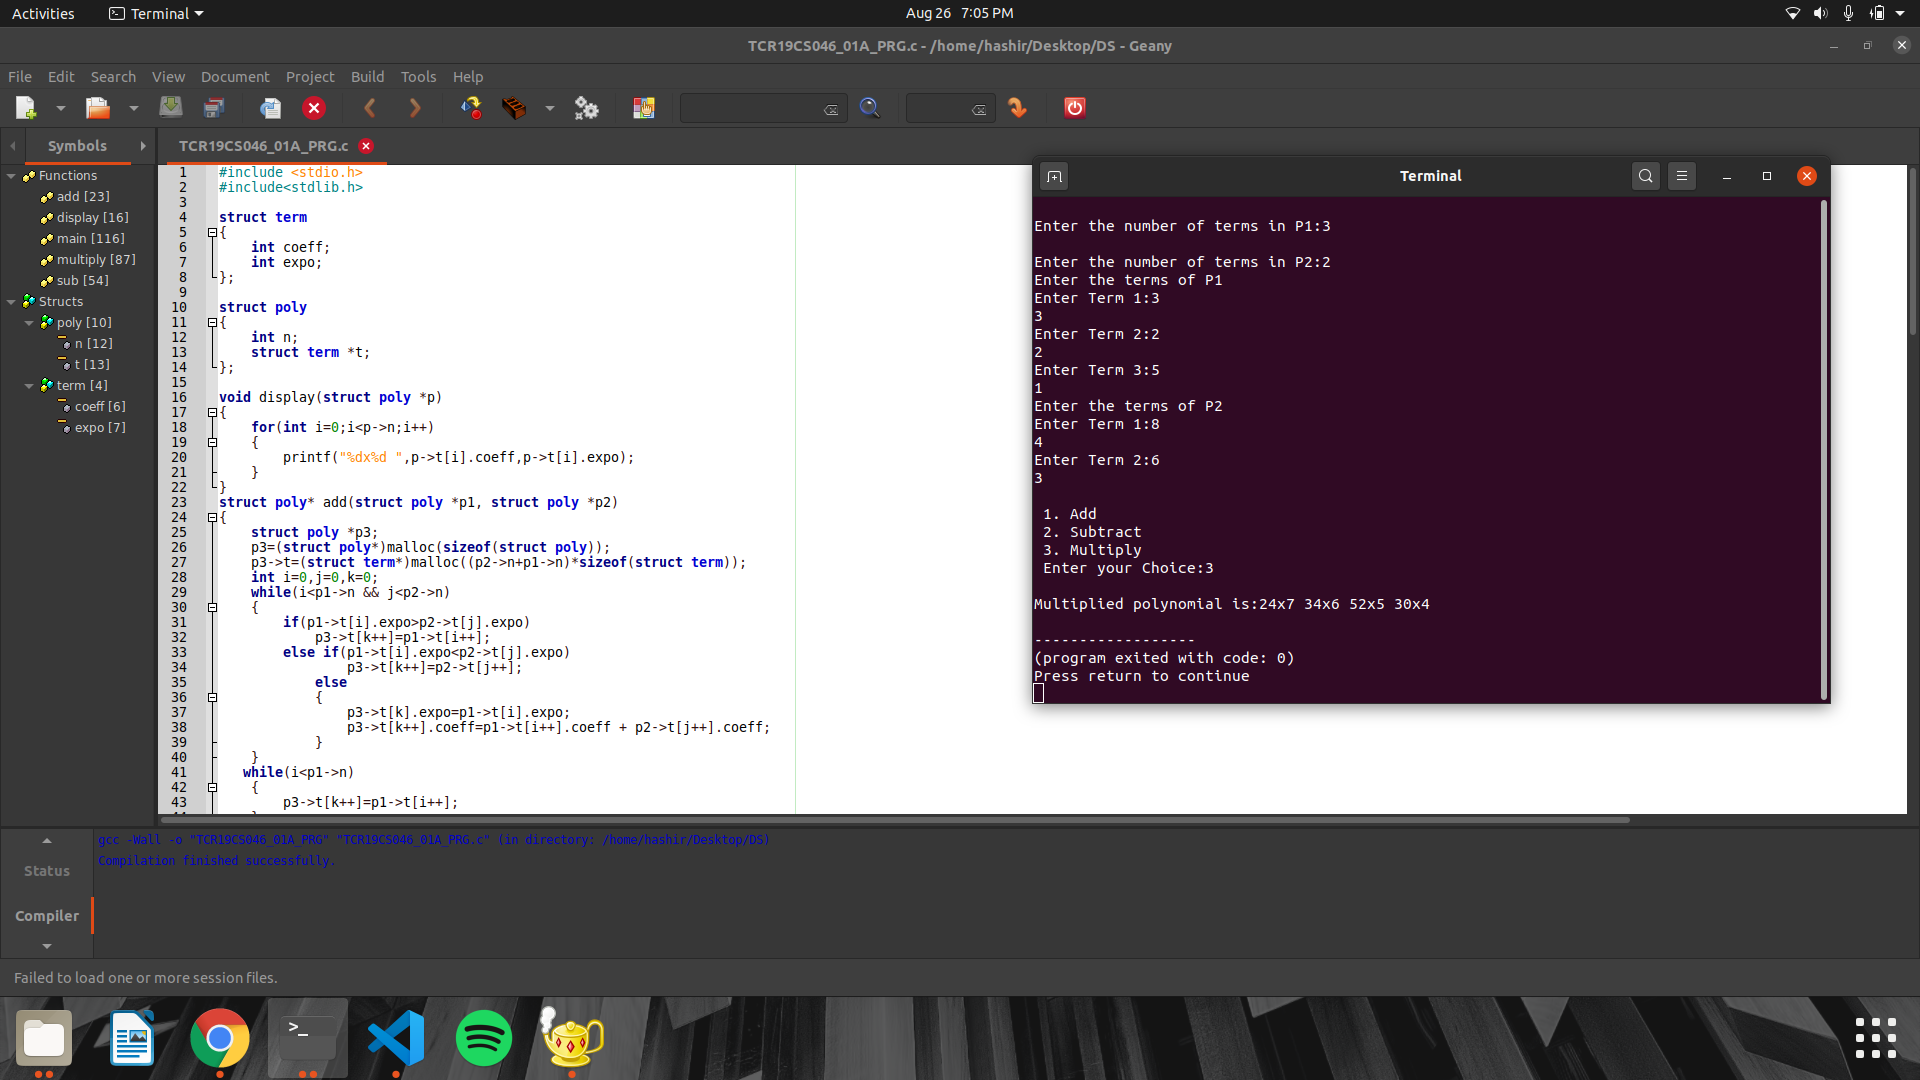 Activities Terminal Aug 26 7:05 PM
TCR19CS046_01A_PRG.c - /home/hashir/Desktop/DS - Geany
File Edit Search View Document Project Build Tools Help
Symbols
TCR19CS046_01A_PRG.c
Functions
add [23]
display [16]
main [116]
multiply [87]
sub [54]
Structs
poly [10]
n [12]
t [13]
term [4]
coeff [6]
expo [7]
1 #include <stdio.h>
2 #include<stdlib.h>
3
4 struct term
5 {
6 int coeff;
7 int expo;
8 };
9
10 struct poly
11 {
12 int n;
13 struct term *t;
14 };
15
16 void display(struct poly *p)
17 {
18 for(int i=0;i<p->n;i++)
19 {
20 printf("%dx%d ",p->t[i].coeff,p->t[i].expo);
21 }
22 }
23 struct poly* add(struct poly *p1, struct poly *p2)
24 {
25 struct poly *p3;
26 p3=(struct poly*)malloc(sizeof(struct poly));
27 p3->t=(struct term*)malloc((p2->n+p1->n)*sizeof(struct term));
28 int i=0,j=0,k=0;
29 while(i<p1->n && j<p2->n)
30 {
31 if(p1->t[i].expo>p2->t[j].expo)
32 p3->t[k++]=p1->t[i++];
33 else if(p1->t[i].expo<p2->t[j].expo)
34 p3->t[k++]=p2->t[j++];
35 else
36 {
37 p3->t[k].expo=p1->t[i].expo;
38 p3->t[k++].coeff=p1->t[i++].coeff + p2->t[j++].coeff;
39 }
40 }
41 while(i<p1->n)
42 {
43 p3->t[k++]=p1->t[i++];
Terminal
Enter the number of terms in P1:3
Enter the number of terms in P2:2
Enter the terms of P1
Enter Term 1:3
3
Enter Term 2:2
2
Enter Term 3:5
1
Enter the terms of P2
Enter Term 1:8
4
Enter Term 2:6
3
1. Add
2. Subtract
3. Multiply
Enter your Choice:3
Multiplied polynomial is:24x7 34x6 52x5 30x4
------------------
(program exited with code: 0)
Press return to continue
Status
Compiler
gcc -Wall -o "TCR19CS046_01A_PRG" "TCR19CS046_01A_PRG.c" (in directory: /home/hashir/Desktop/DS)
Compilation finished successfully.
Failed to load one or more session files.
>_